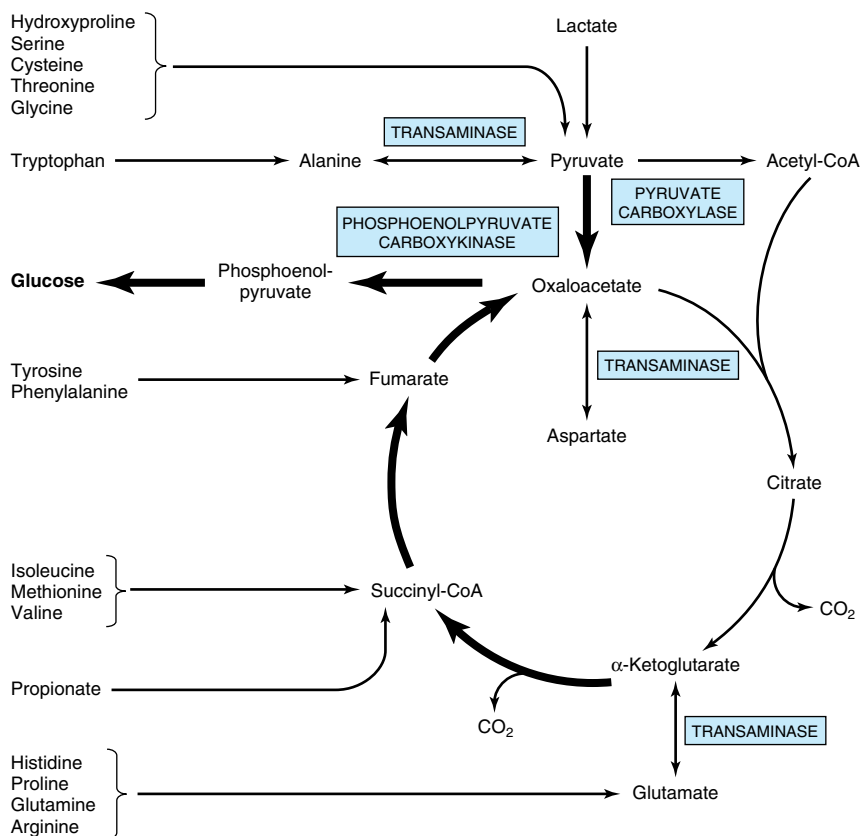 Hydroxyproline
Serine
Cysteine
Threonine
Glycine
Lactate
TRANSAMINASE
Tryptophan
Alanine
Pyruvate
Acetyl-CoA
PYRUVATE
CARBOXYLASE
PHOSPHOENOLPYRUVATE
CARBOXYKINASE
Glucose
Phosphoenol-
pyruvate
Oxaloacetate
Tyrosine
Phenylalanine
Fumarate
TRANSAMINASE
Aspartate
Citrate
Isoleucine
Methionine
Valine
Succinyl-CoA
CO₂
α-Ketoglutarate
Propionate
CO₂
TRANSAMINASE
Histidine
Proline
Glutamine
Arginine
Glutamate